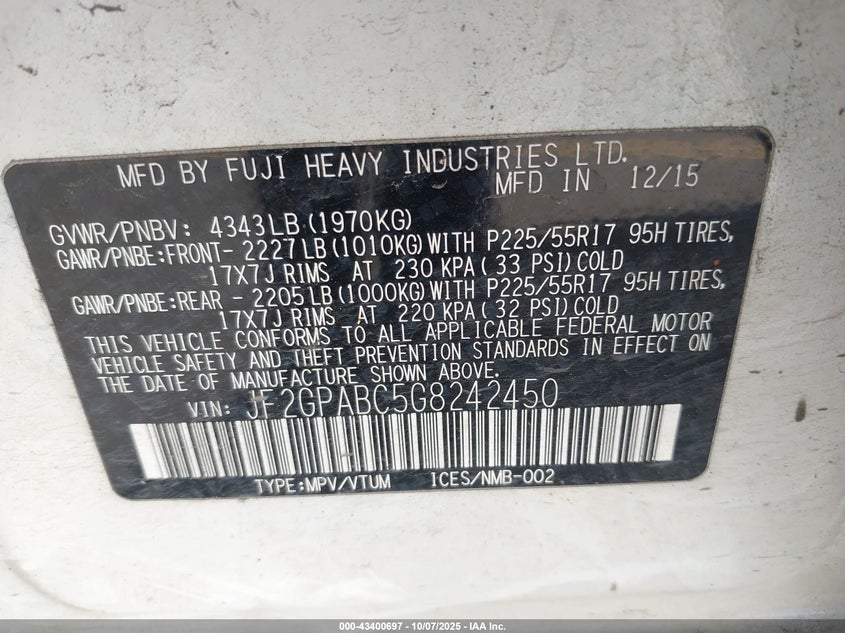 MFD BY FUJI HEAVY INDUSTRIES LTD.
MFD IN 12/15
GVWR/PNBV: 4343LB (1970KG)
GAWR/PNBE:FRONT- 2227LB (1010KG) WITH P225/55R17 95H TIRES,
17X7J RIMS AT 230 KPA( 33 PSI) COLD
GAWR/PNBE:REAR - 2205LB (1000KG) WITH P225/55R17 95H TIRES,
17X7J RIMS AT 220 KPA( 32 PSI) COLD
THIS VEHICLE CONFORMS TO ALL APPLICABLE FEDERAL MOTOR
VEHICLE SAFETY AND THEFT PREVENTION STANDARDS IN EFFECT ON
THE DATE OF MANUFACTURE SHOWN ABOVE.
VIN: JF2GPABC5G8242450
TYPE:MPV/VTUM ICES/NMB-002
000-43400697 - 10/07/2025 - IAA Inc.